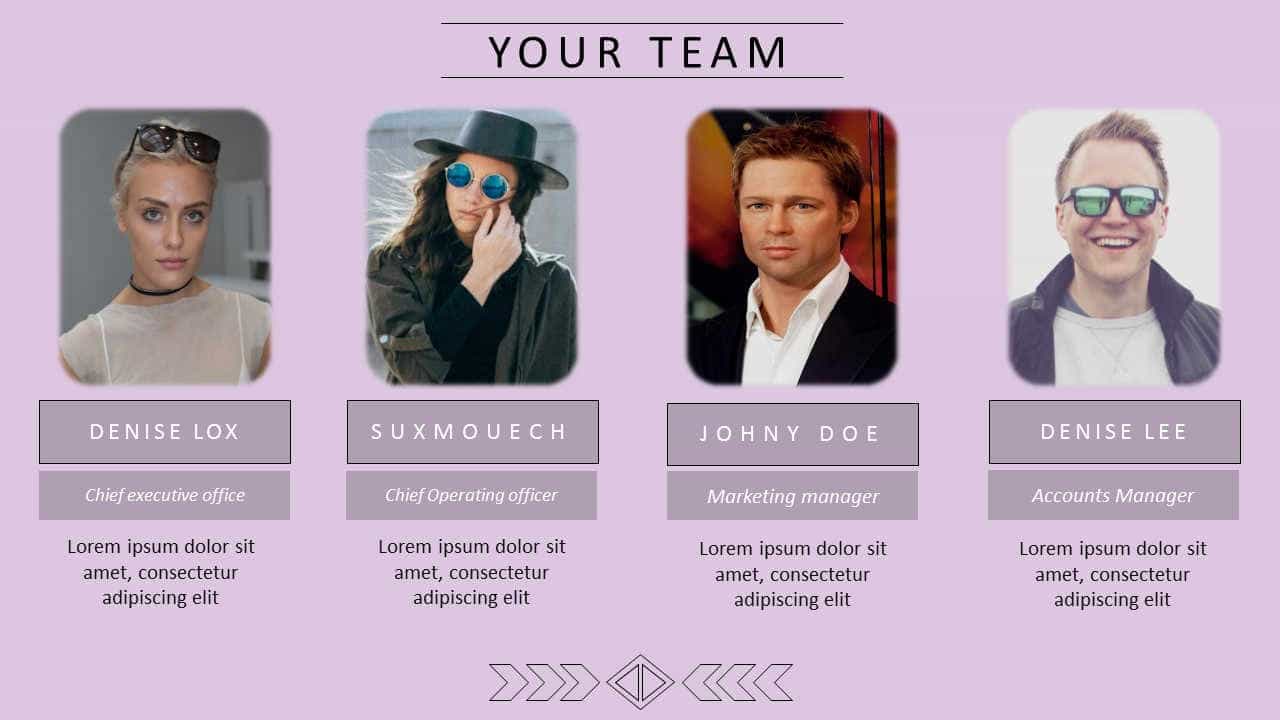 YOUR TEAM
DENISE LOX
Chief executive office
Lorem ipsum dolor sit
amet, consectetur
adipiscing elit
SUXMOUECH
Chief Operating officer
Lorem ipsum dolor sit
amet, consectetur
adipiscing elit
JOHNY DOE
Marketing manager
Lorem ipsum dolor sit
amet, consectetur
adipiscing elit
DENISE LEE
Accounts Manager
Lorem ipsum dolor sit
amet, consectetur
adipiscing elit